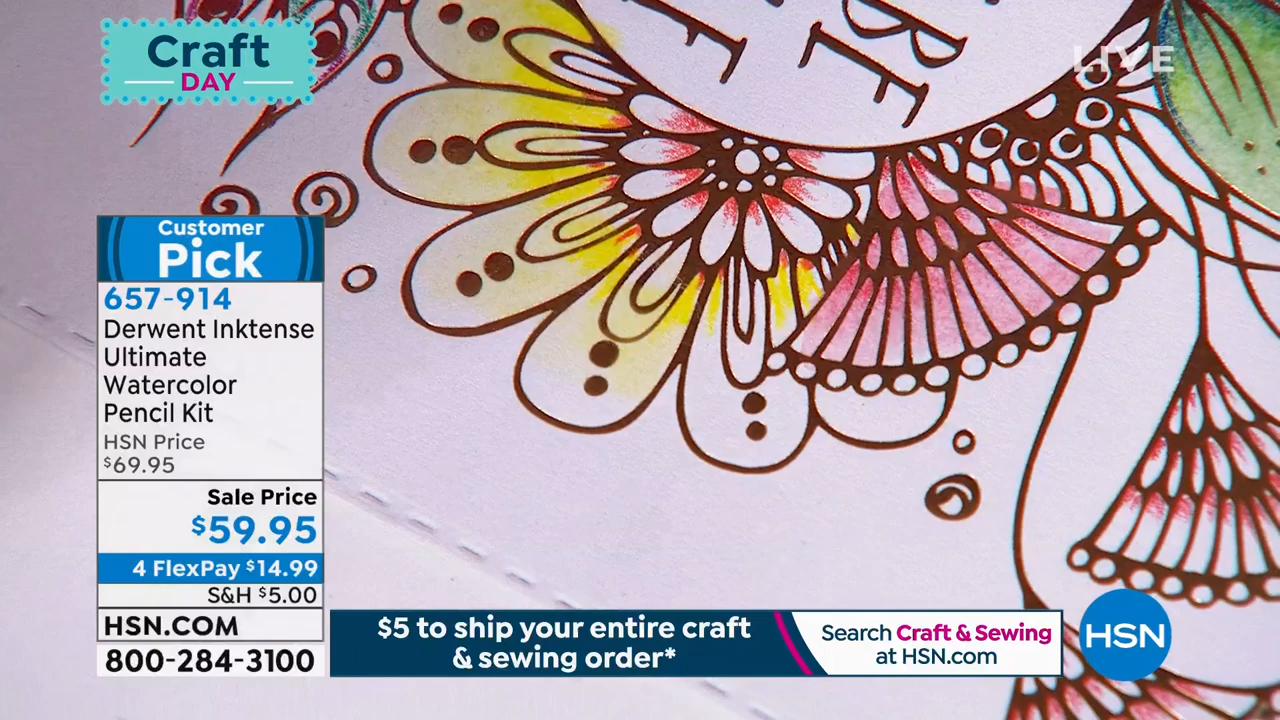 Craft
DAY
LIVE
Customer
Pick
657-914
Derwent Inktense
Ultimate
Watercolor
Pencil Kit
HSN Price
$69.95
Sale Price
$59.95
4 FlexPay $14.99
S&H $5.00
HSN.COM
800-284-3100
$5 to ship your entire craft
& sewing order*
Search Craft & Sewing
at HSN.com
HSN